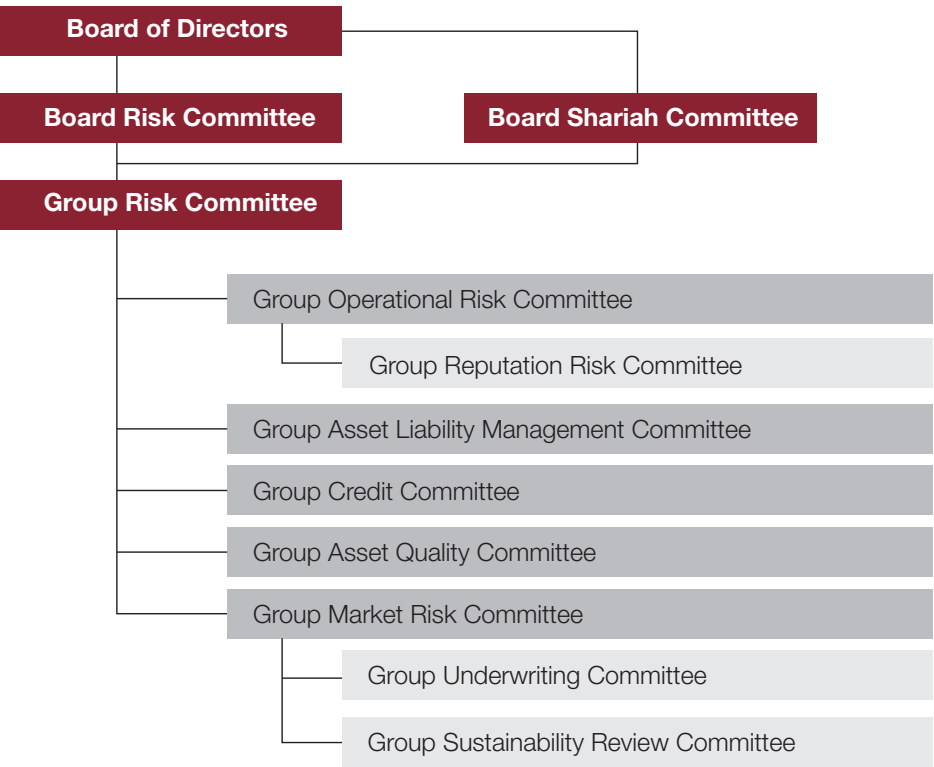 Board of Directors
Board Risk Committee
Board Shariah Committee
Group Risk Committee
Group Operational Risk Committee
Group Reputation Risk Committee
Group Asset Liability Management Committee
Group Credit Committee
Group Asset Quality Committee
Group Market Risk Committee
Group Underwriting Committee
Group Sustainability Review Committee